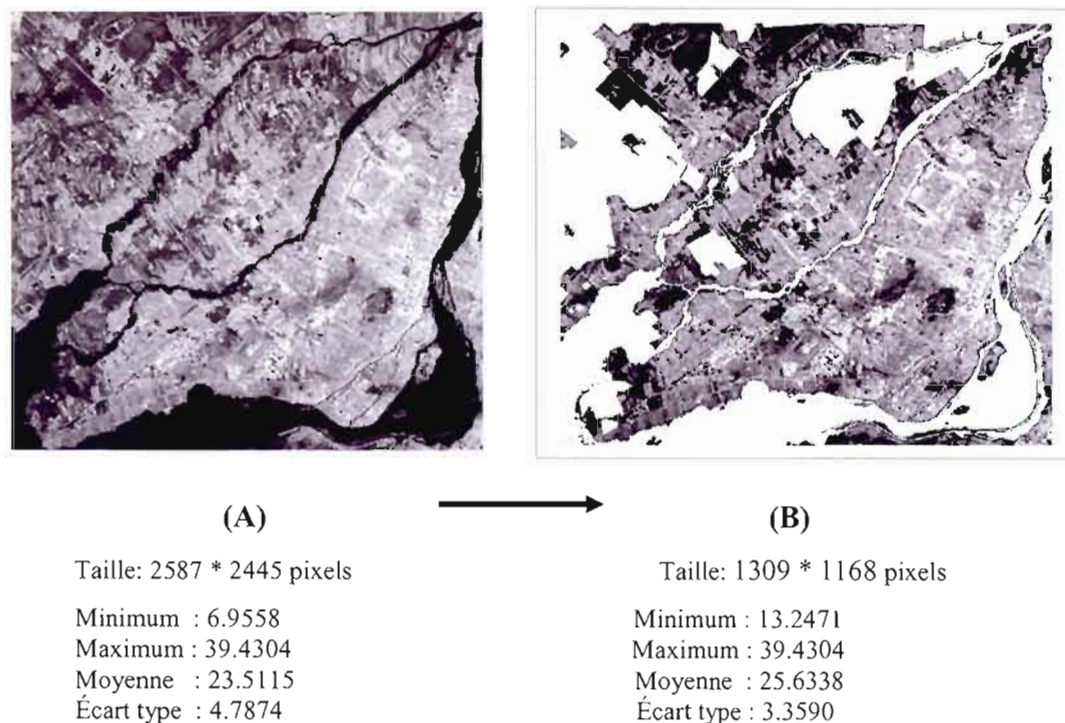 (A)
Taille: 2587 * 2445 pixels
Minimum : 6.9558
Maximum : 39.4304
Moyenne : 23.5115
Écart type : 4.7874
(B)
Taille: 1309 * 1168 pixels
Minimum : 13.2471
Maximum : 39.4304
Moyenne : 25.6338
Écart type : 3.3590